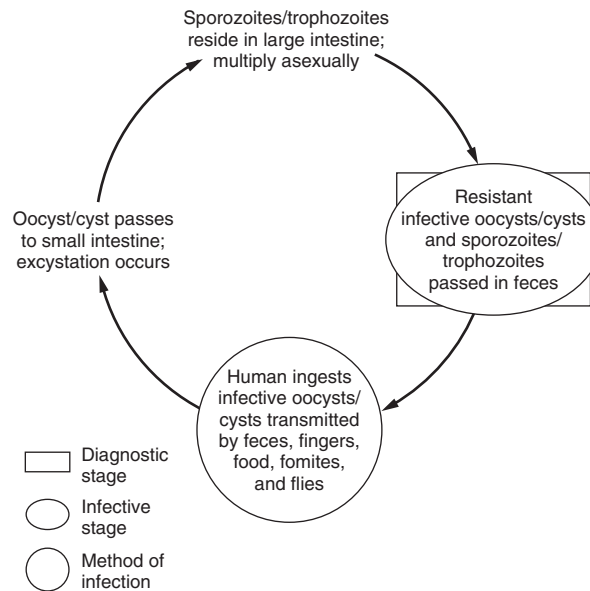 Sporozoites/trophozoites
reside in large intestine;
multiply asexually
Resistant
infective oocysts/cysts
and sporozoites/
trophozoites
passed in feces
Human ingests
infective oocysts/
cysts transmitted
by feces, fingers,
food, fomites,
and flies
Oocyst/cyst passes
to small intestine;
excystation occurs
Diagnostic
stage
Infective
stage
Method of
infection